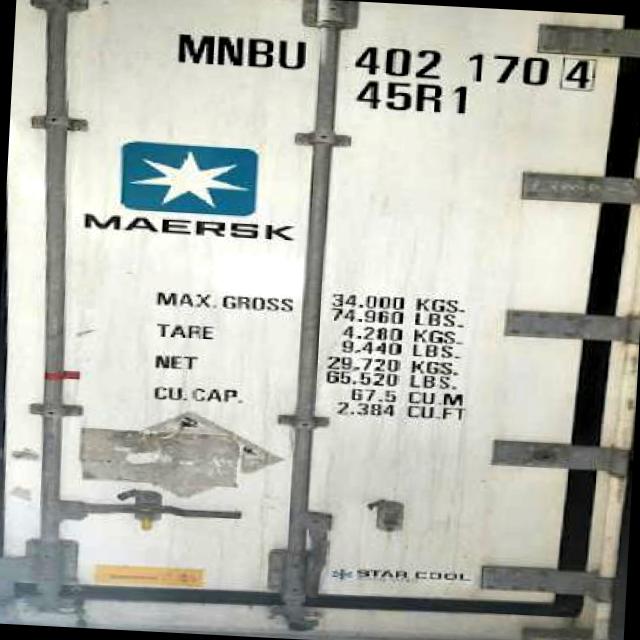 MNBU 402 170 4
45R1
MAERSK
MAX. GROSS 34.000 KGS.
74.960 LBS.
TARE 4.280 KGS.
9.440 LBS.
NET 29.720 KGS.
65.520 LBS.
CU. CAP. 67.5 CU.M
2.384 CU.FT
STAR COOL